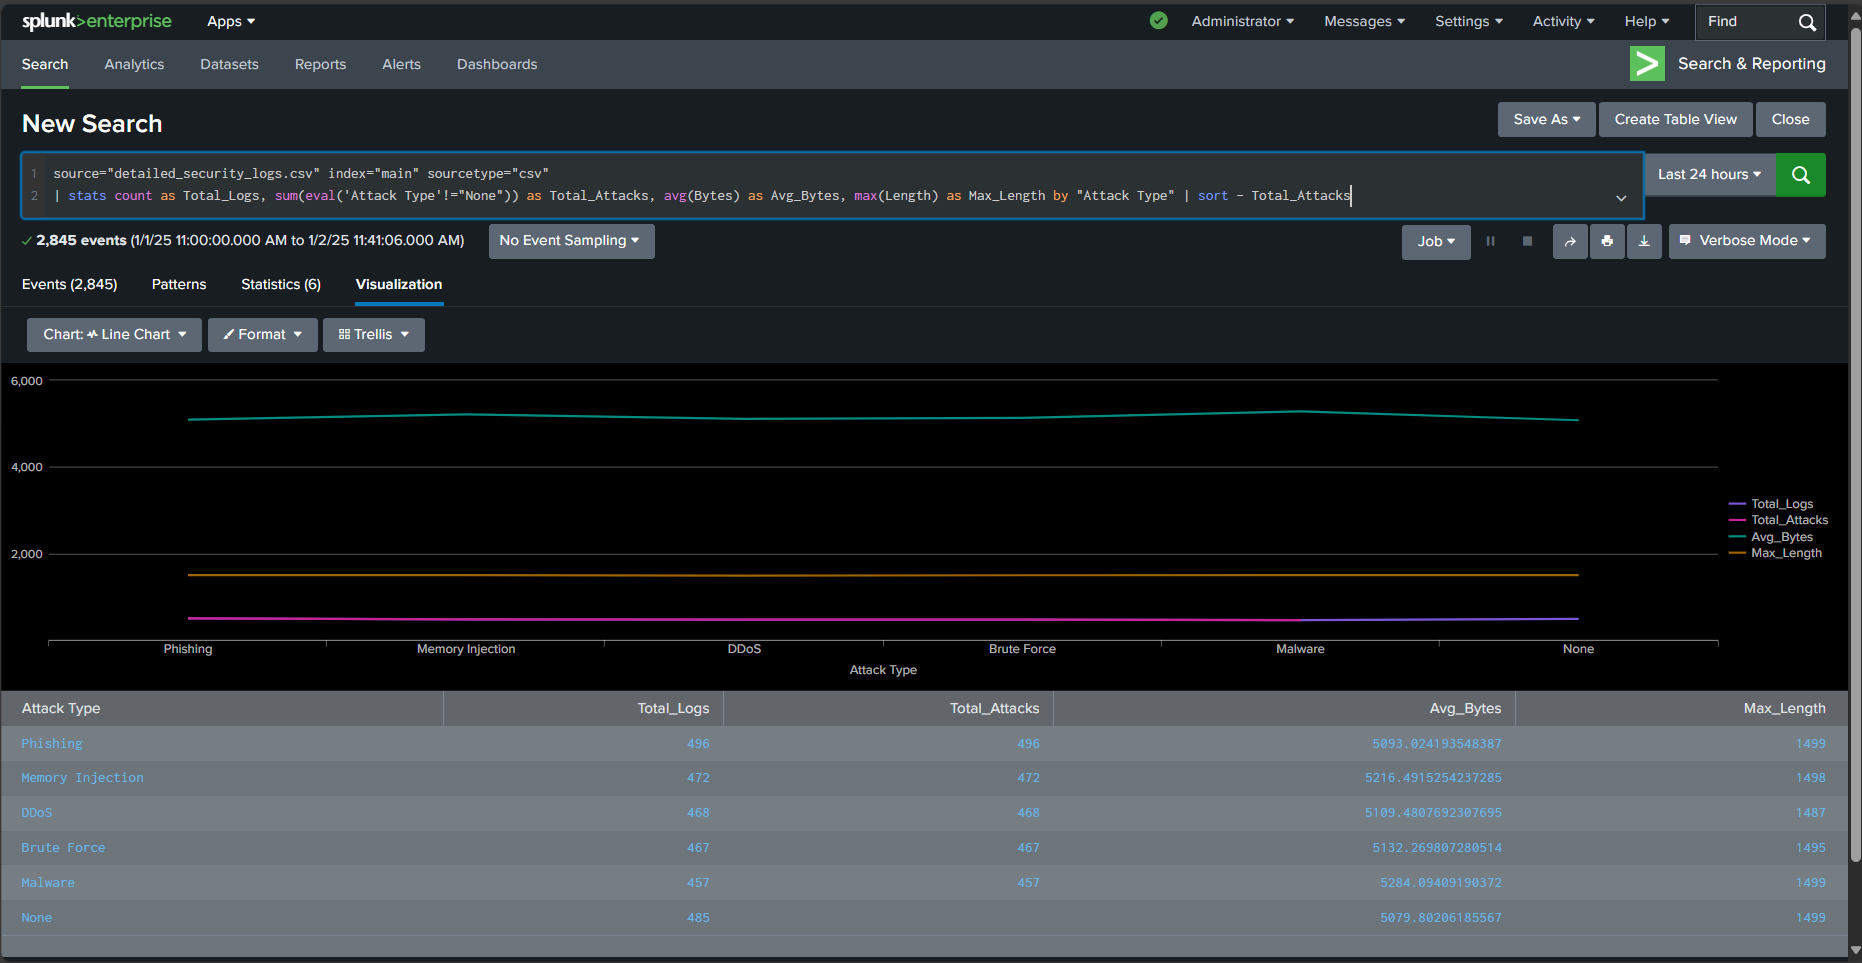 splunk>enterprise Apps Administrator Messages Settings Activity Help Find
Search Analytics Datasets Reports Alerts Dashboards Search & Reporting
New Search Save As Create Table View Close
1 source="detailed_security_logs.csv" index="main" sourcetype="csv"
Last 24 hours
2 | stats count as Total_Logs, sum(eval('Attack Type'!="None")) as Total_Attacks, avg(Bytes) as Avg_Bytes, max(Length) as Max_Length by "Attack Type" | sort - Total_Attacks
2,845 events (1/1/25 11:00:00.000 AM to 1/2/25 11:41:06.000 AM) No Event Sampling Job Verbose Mode
Events (2,845) Patterns Statistics (6) Visualization
Chart: Line Chart Format Trellis
6,000
4,000
2,000
Total_Logs
Total_Attacks
Avg_Bytes
Max_Length
Phishing Memory Injection DDoS Brute Force Malware None
Attack Type
Attack Type Total_Logs Total_Attacks Avg_Bytes Max_Length
Phishing 496 496 5093.024193548387 1499
Memory Injection 472 472 5216.4915254237285 1498
DDoS 468 468 5109.4807692307695 1487
Brute Force 467 467 5132.269807280514 1495
Malware 457 457 5284.09409190372 1499
None 485 5079.80206185567 1499